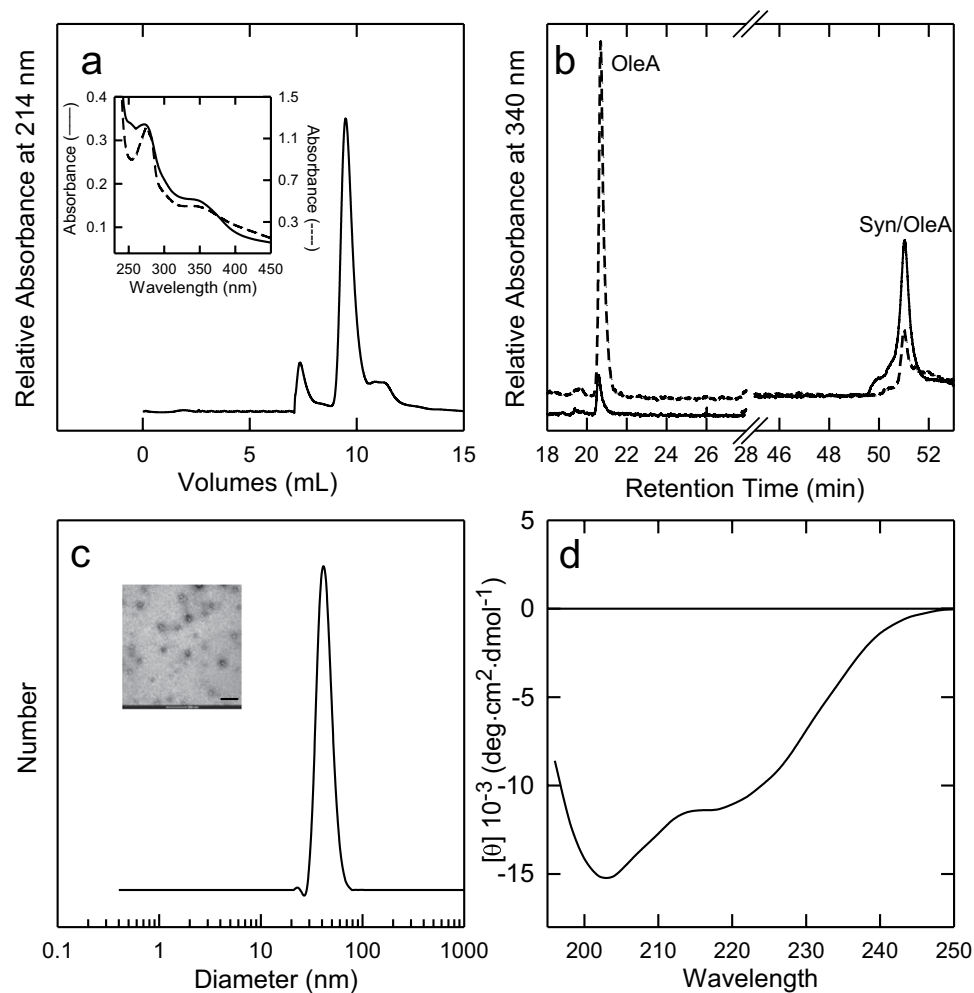 a
Relative Absorbance at 214 nm
0 5 10 15
Volumes (mL)
0.4
0.3
0.2
0.1
Absorbance (——)
1.5
1.1
0.7
0.3
Absorbance (----)
250 300 350 400 450
Wavelength (nm)
b
Relative Absorbance at 340 nm
OleA
Syn/OleA
18 20 22 24 26 28 46 48 50 52
Retention Time (min)
c
Number
0.1 1 10 100 1000
Diameter (nm)
d
5
0
-5
-10
-15
[θ] 10-3 (deg·cm2·dmol-1)
200 210 220 230 240 250
Wavelength